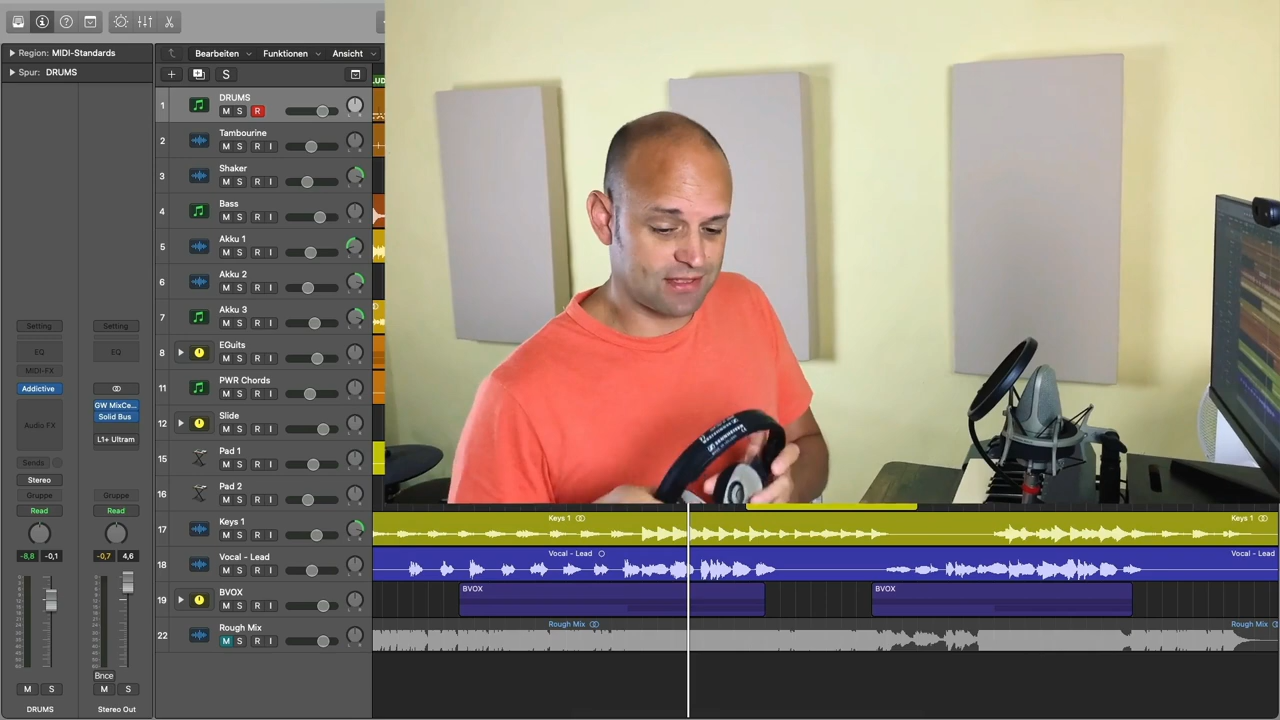 Region: MIDI-Standards
Spur: DRUMS
Bearbeiten Funktionen Ansicht
S
1 DRUMS
M S R
2 Tambourine
M S R I
3 Shaker
M S R I
4 Bass
M S R I
5 Akku 1
M S R I
6 Akku 2
M S R I
7 Akku 3
M S R I
8 EGuits
M S R I
11 PWR Chords
M S R I
12 Slide
M S R I
15 Pad 1
M S R I
16 Pad 2
M S R I
17 Keys 1
M S R I
18 Vocal - Lead
M S R I
19 BVOX
M S R I
22 Rough Mix
M S R I
Setting Setting
EQ EQ
MIDI-FX
Addictive
GW MixCe...
Solid Bus
Audio FX
L1+ Ultram
Sends
Stereo
Gruppe Gruppe
Read Read
-8,8 -0,1 -0,7 4,6
Bnce
M S M S
DRUMS Stereo Out
Keys 1 Keys 1
Vocal - Lead Vocal - Lead
BVOX BVOX
Rough Mix Rough Mix